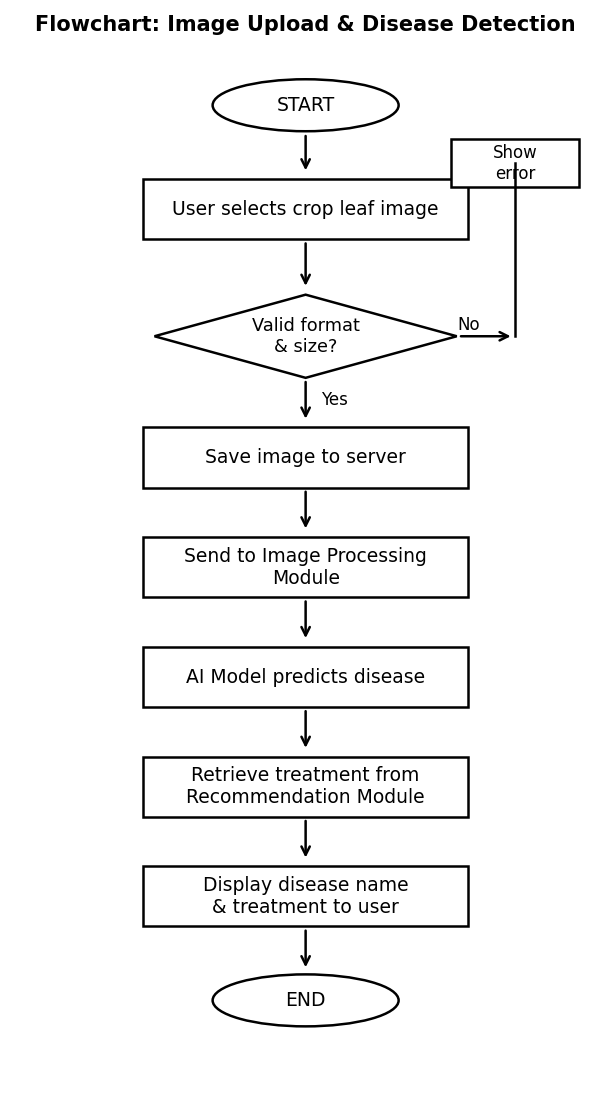 Flowchart: Image Upload & Disease Detection
START
Show
error
User selects crop leaf image
Valid format
& size?
No
Yes
Save image to server
Send to Image Processing
Module
AI Model predicts disease
Retrieve treatment from
Recommendation Module
Display disease name
& treatment to user
END